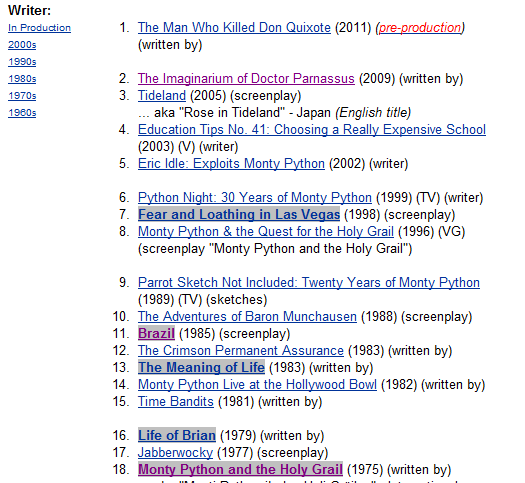 Writer:
In Production
2000s
1990s
1980s
1970s
1960s
1. The Man Who Killed Don Quixote (2011) (pre-production)
(written by)
2. The Imaginarium of Doctor Parnassus (2009) (written by)
3. Tideland (2005) (screenplay)
... aka "Rose in Tideland" - Japan (English title)
4. Education Tips No. 41: Choosing a Really Expensive School
(2003) (V) (writer)
5. Eric Idle: Exploits Monty Python (2002) (writer)
6. Python Night: 30 Years of Monty Python (1999) (TV) (writer)
7. Fear and Loathing in Las Vegas (1998) (screenplay)
8. Monty Python & the Quest for the Holy Grail (1996) (VG)
(screenplay "Monty Python and the Holy Grail")
9. Parrot Sketch Not Included: Twenty Years of Monty Python
(1989) (TV) (sketches)
10. The Adventures of Baron Munchausen (1988) (screenplay)
11. Brazil (1985) (screenplay)
12. The Crimson Permanent Assurance (1983) (written by)
13. The Meaning of Life (1983) (written by)
14. Monty Python Live at the Hollywood Bowl (1982) (written by)
15. Time Bandits (1981) (written by)
16. Life of Brian (1979) (written by)
17. Jabberwocky (1977) (screenplay)
18. Monty Python and the Holy Grail (1975) (written by)